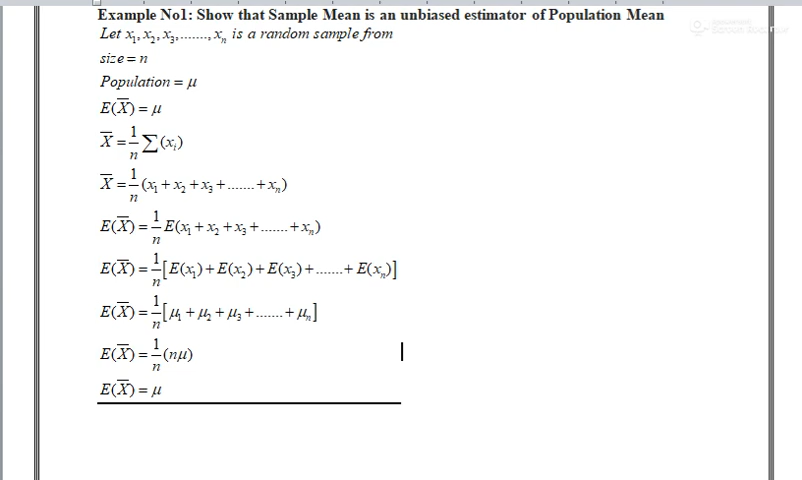 Example No1: Show that Sample Mean is an unbiased estimator of Population Mean
Let x₁, x₂, x₃, ......., xₙ is a random sample from
size = n
Population = μ
E(X̅) = μ
X̅ = 1/n ∑(xᵢ)
X̅ = 1/n (x₁ + x₂ + x₃ + ....... + xₙ)
E(X̅) = 1/n E(x₁ + x₂ + x₃ + ....... + xₙ)
E(X̅) = 1/n [E(x₁) + E(x₂) + E(x₃) + ....... + E(xₙ)]
E(X̅) = 1/n [μ₁ + μ₂ + μ₃ + ....... + μₙ]
E(X̅) = 1/n (nμ)
E(X̅) = μ